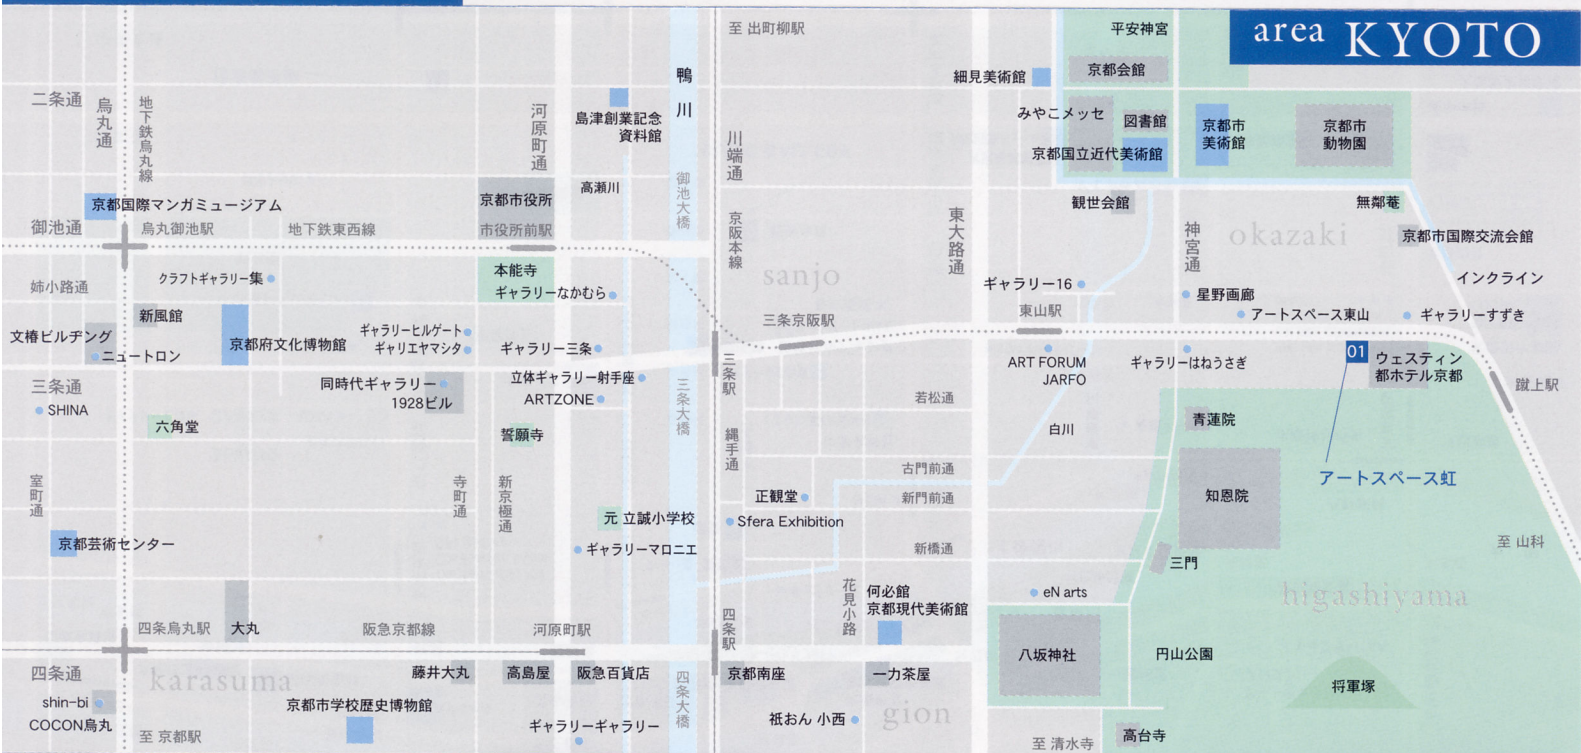 area KYOTO
至 出町柳駅
平安神宮
京都会館
細見美術館
みやこメッセ
図書館
京都国立近代美術館
京都市
美術館
京都市
動物園
二条通
烏丸通
地下鉄烏丸線
河原町通
島津創業記念
資料館
鴨川
川端通
御池大橋
高瀬川
京都国際マンガミュージアム
京都市役所
御池通
烏丸御池駅
地下鉄東西線
市役所前駅
京阪本線
東大路通
観世会館
神宮通
無鄰菴
okazaki
京都市国際交流会館
インクライン
sanjo
姉小路通
クラフトギャラリー集
本能寺
ギャラリーなかむら
ギャラリー16
星野画廊
アートスペース東山
ギャラリーすずき
新風館
文椿ビルヂング
ニュートロン
京都府文化博物館
ギャラリーヒルゲート
ギャリエヤマシタ
ギャラリー三条
三条京阪駅
東山駅
ART FORUM
JARFO
ギャラリーはねうさぎ
01
ウェスティン
都ホテル京都
蹴上駅
三条通
SHINA
同時代ギャラリー
1928ビル
立体ギャラリー射手座
ARTZONE
三条大橋
三条駅
若松通
白川
青蓮院
六角堂
誓願寺
縄手通
古門前通
新門前通
アートスペース虹
知恩院
室町通
寺町通
新京極通
正観堂
Sfera Exhibition
元 立誠小学校
京都芸術センター
ギャラリーマロニエ
新橋通
三門
至 山科
花見小路
何必館
京都現代美術館
eN arts
higashiyama
四条烏丸駅
大丸
阪急京都線
河原町駅
四条駅
八坂神社
円山公園
将軍塚
四条通
karasuma
藤井大丸
高島屋
阪急百貨店
四条大橋
京都南座
一力茶屋
shin-bi
COCON烏丸
至 京都駅
京都市学校歴史博物館
ギャラリーギャラリー
祇おん 小西
gion
至 清水寺
高台寺